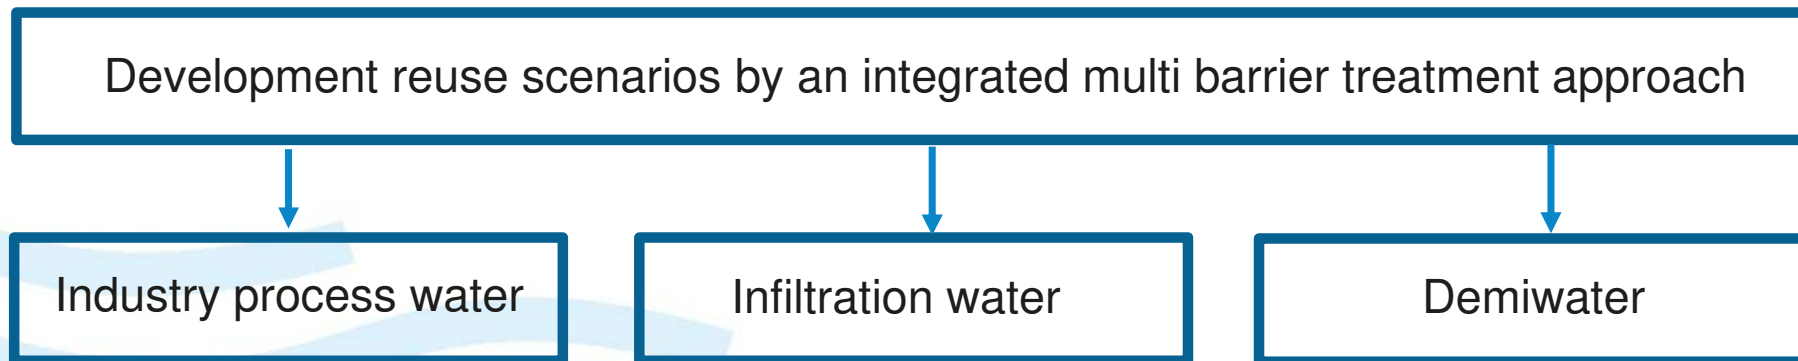 Development reuse scenarios by an integrated multi barrier treatment approach
Industry process water
Infiltration water
Demiwater